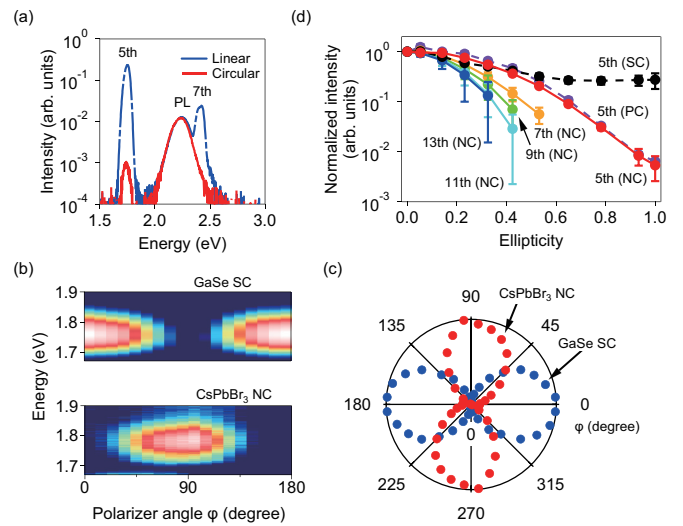 (a)
10^0
10^-1
10^-2
10^-3
10^-4
Intensity (arb. units)
5th
Linear
Circular
PL
7th
1.5
2.0
2.5
3.0
Energy (eV)
(d)
10^0
10^-1
10^-2
10^-3
Normalized intensity
(arb. units)
5th (SC)
5th (PC)
7th (NC)
9th (NC)
13th (NC)
11th (NC)
5th (NC)
0.0
0.2
0.4
0.6
0.8
1.0
Ellipticity
(b)
GaSe SC
1.9
1.8
1.7
Energy (eV)
CsPbBr₃ NC
1.9
1.8
1.7
0
90
180
Polarizer angle φ (degree)
(c)
90
CsPbBr₃ NC
135
45
GaSe SC
180
0
φ (degree)
0
225
315
270